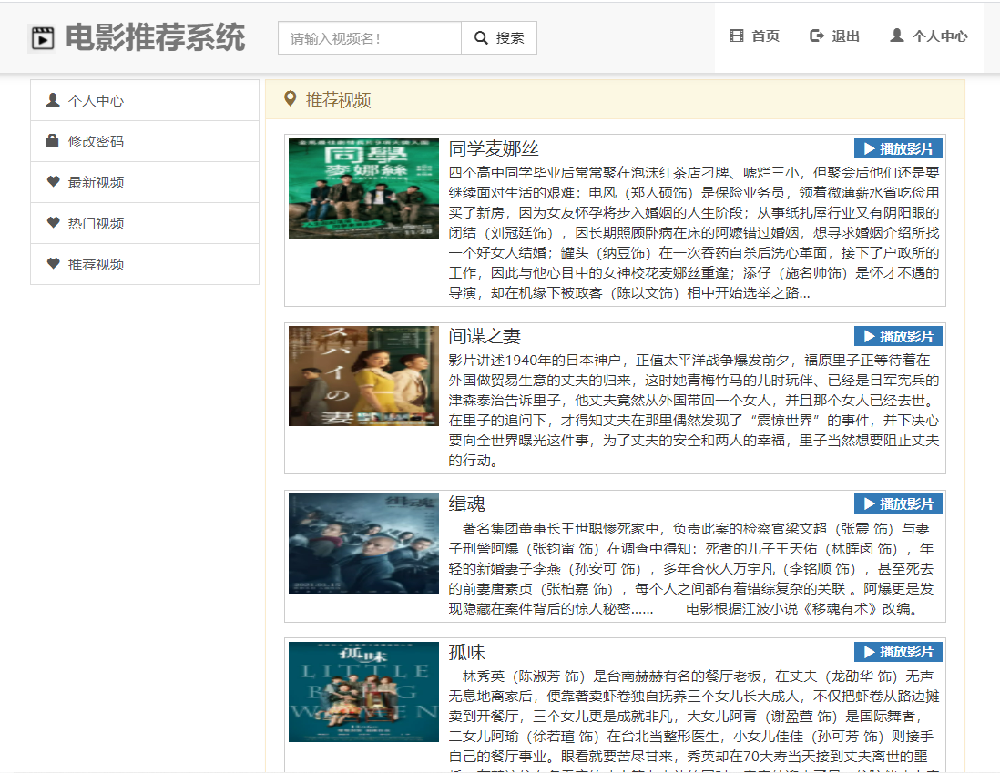 电影推荐系统
请输入视频名！
搜索
首页
退出
个人中心
个人中心
修改密码
最新视频
热门视频
推荐视频
推荐视频
同學
麥娜絲
11/20
同学麦娜丝
播放影片
四个高中同学毕业后常常聚在泡沫红茶店刁牌、唬烂三小，但聚会后他们还是要
继续面对生活的艰难：电风（郑人硕饰）是保险业务员，领着微薄薪水省吃俭用
买了新房，因为女友怀孕将步入婚姻的人生阶段；从事纸扎屋行业又有阴阳眼的
闭结（刘冠廷饰），因长期照顾卧病在床的阿嬷错过婚姻，想寻求婚姻介绍所找
一个好女人结婚；罐头（纳豆饰）在一次吞药自杀后洗心革面，接下了户政所的
工作，因此与他心目中的女神校花麦娜丝重逢；添仔（施名帅饰）是怀才不遇的
导演，却在机缘下被政客（陈以文饰）相中开始选举之路...
スパイの妻
间谍之妻
播放影片
影片讲述1940年的日本神户，正值太平洋战争爆发前夕，福原里子正等待着在
外国做贸易生意的丈夫的归来，这时她青梅竹马的儿时玩伴、已经是日军宪兵的
津森泰治告诉里子，他丈夫竟然从外国带回一个女人，并且那个女人已经去世。
在里子的追问下，才得知丈夫在那里偶然发现了“震惊世界”的事件，并下决心
要向全世界曝光这件事，为了丈夫的安全和两人的幸福，里子当然想要阻止丈夫
的行动。
缉魂
2021.01.15
缉魂
播放影片
著名集团董事长王世聪惨死家中，负责此案的检察官梁文超（张震 饰）与妻
子刑警阿爆（张钧甯 饰）在调查中得知：死者的儿子王天佑（林晖闵 饰），年
轻的新婚妻子李燕（孙安可 饰），多年合伙人万宇凡（李铭顺 饰），甚至死去
的前妻唐素贞（张柏嘉 饰），每个人之间都有着错综复杂的关联 。阿爆更是发
现隐藏在案件背后的惊人秘密...... 电影根据江波小说《移魂有术》改编。
孤味
LITTLE
BIG
WOMEN
孤味
播放影片
林秀英（陈淑芳 饰）是台南赫赫有名的餐厅老板，在丈夫（龙劭华 饰）无声
无息地离家后，便靠著卖虾卷独自抚养三个女儿长大成人，不仅把虾卷从路边摊
卖到开餐厅，三个女儿更是成就非凡，大女儿阿青（谢盈萱 饰）是国际舞者，
二女儿阿瑜（徐若瑄 饰）在台北当整形医生，小女儿佳佳（孙可芳 饰）则接手
自己的餐厅事业。眼看就要苦尽甘来，秀英却在70大寿当天接到丈夫离世的噩